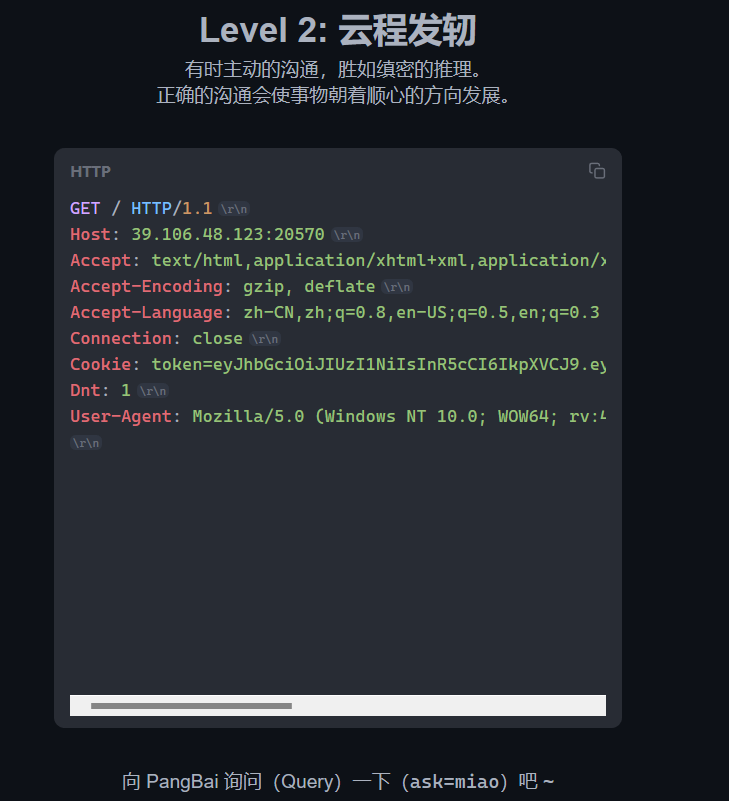 Level 2: 云程发轫
有时主动的沟通，胜如缜密的推理。
正确的沟通会使事物朝着顺心的方向发展。
HTTP
GET / HTTP/1.1 \r\n
Host: 39.106.48.123:20570 \r\n
Accept: text/html,application/xhtml+xml,application/x
Accept-Encoding: gzip, deflate \r\n
Accept-Language: zh-CN,zh;q=0.8,en-US;q=0.5,en;q=0.3
Connection: close \r\n
Cookie: token=eyJhbGciOiJIUzI1NiIsInR5cCI6IkpXVCJ9.ey
Dnt: 1 \r\n
User-Agent: Mozilla/5.0 (Windows NT 10.0; WOW64; rv:4
\r\n
向 PangBai 询问（Query）一下（ask=miao）吧 ~